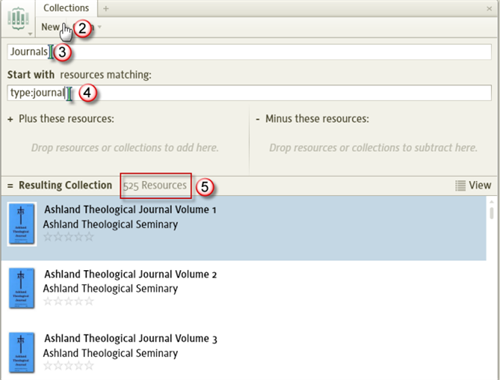 Collections +
×
New
2
Journals 3
Start with resources matching:
type:journal 4
+ Plus these resources:
- Minus these resources:
Drop resources or collections to add here.
Drop resources or collections to subtract here.
= Resulting Collection 525 Resources 5 View
Ashland Theological Journal Volume 1
Ashland Theological Seminary
Ashland Theological Journal Volume 2
Ashland Theological Seminary
Ashland Theological Journal Volume 3
Ashland Theological Seminary